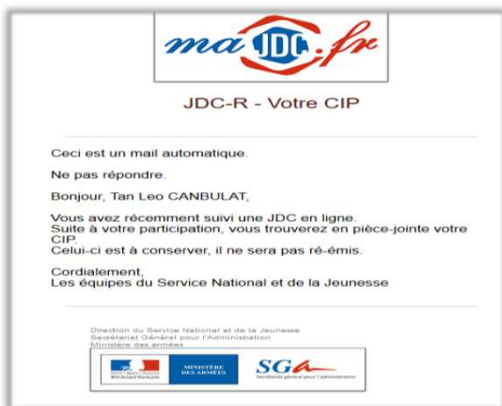 ma JDC.fr
JDC-R - Votre CIP
Ceci est un mail automatique.
Ne pas répondre.
Bonjour, Tan Leo CANBULAT,
Vous avez récemment suivi une JDC en ligne.
Suite à votre participation, vous trouverez en pièce-jointe votre
CIP.
Celui-ci est à conserver, il ne sera pas ré-émis.
Cordialement,
Les équipes du Service National et de la Jeunesse
Direction du Service National et de la Jeunesse
Secrétariat Général pour l'Administration
Ministère des armées
RÉPUBLIQUE FRANÇAISE
MINISTÈRE
DES ARMÉES
SGA
Secrétariat général pour l'administration